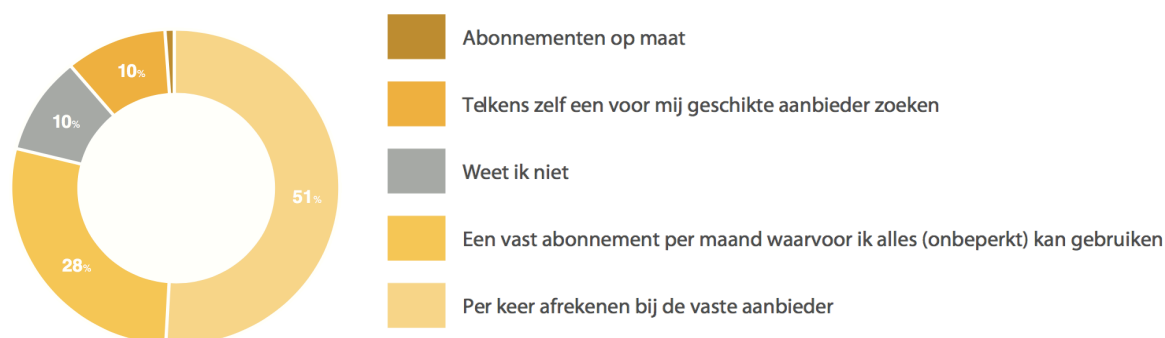 Abonnementen op maat
10%
Telkens zelf een voor mij geschikte aanbieder zoeken
10%
Weet ik niet
51%
Een vast abonnement per maand waarvoor ik alles (onbeperkt) kan gebruiken
28%
Per keer afrekenen bij de vaste aanbieder